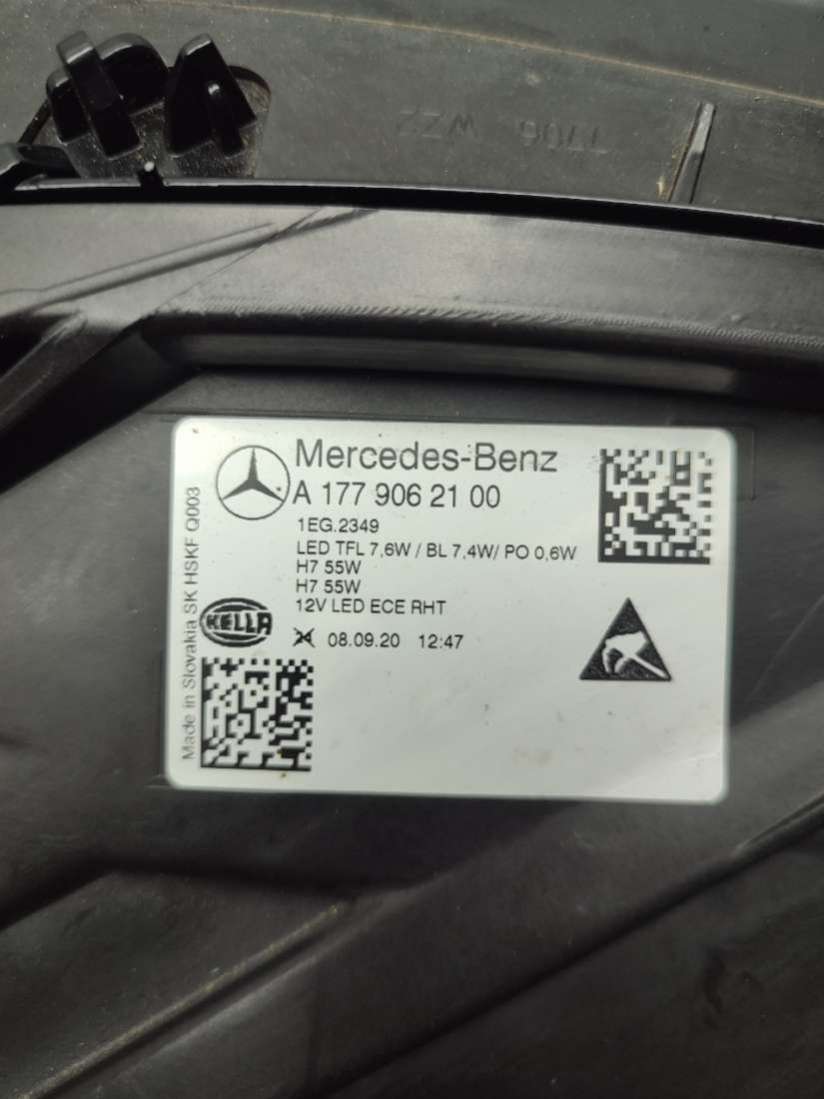 7706 WZ2
Mercedes-Benz
A 177 906 21 00
1EG.2349
LED TFL 7,6W / BL 7,4W/ PO 0,6W
H7 55W
H7 55W
12V LED ECE RHT
HELLA
08.09.20 12:47
Made in Slovakia SK HSKF Q003